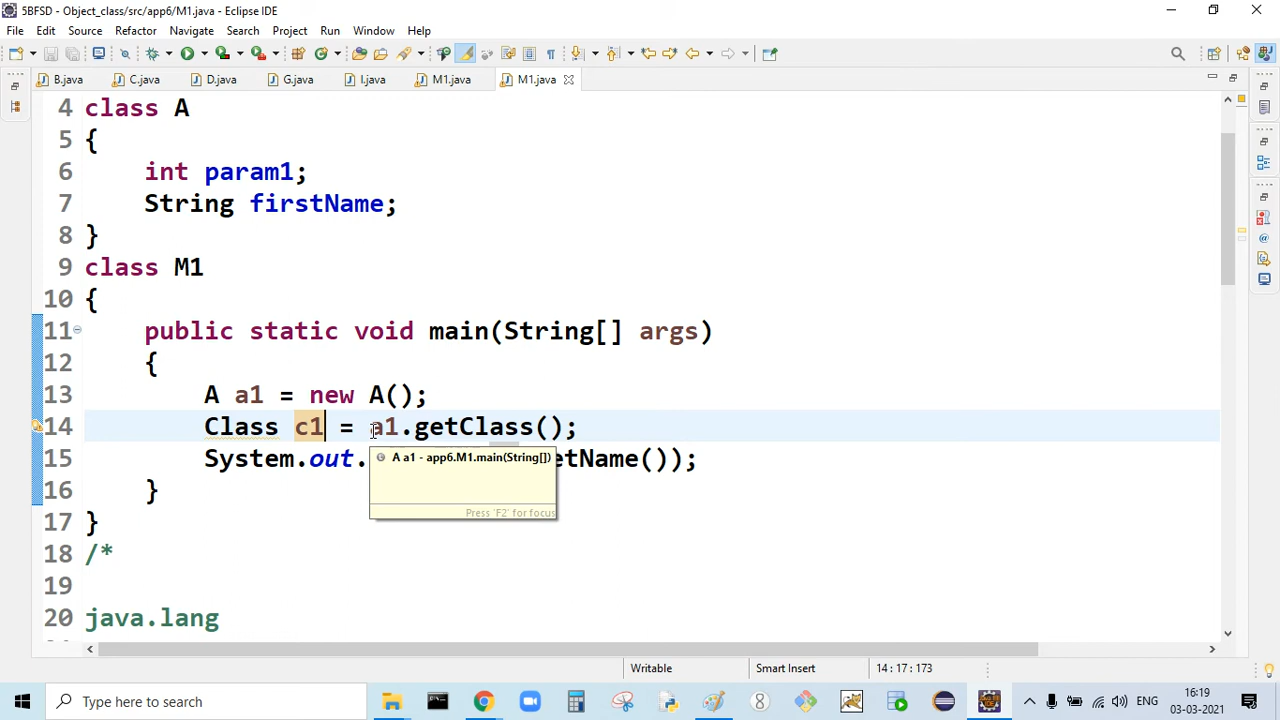 5BFSD - Object_class/src/app6/M1.java - Eclipse IDE
File Edit Source Refactor Navigate Search Project Run Window Help
B.java C.java D.java G.java I.java M1.java M1.java
4 class A
5 {
6 int param1;
7 String firstName;
8 }
9 class M1
10 {
11 public static void main(String[] args)
12 {
13 A a1 = new A();
14 Class c1 = a1.getClass();
15 System.out. etName());
A a1 - app6.M1.main(String[])
Press 'F2' for focus
16 }
17 }
18 /*
19
20 java.lang
Writable Smart Insert 14 : 17 : 173
Type here to search
ENG
6:19
03-03-2021